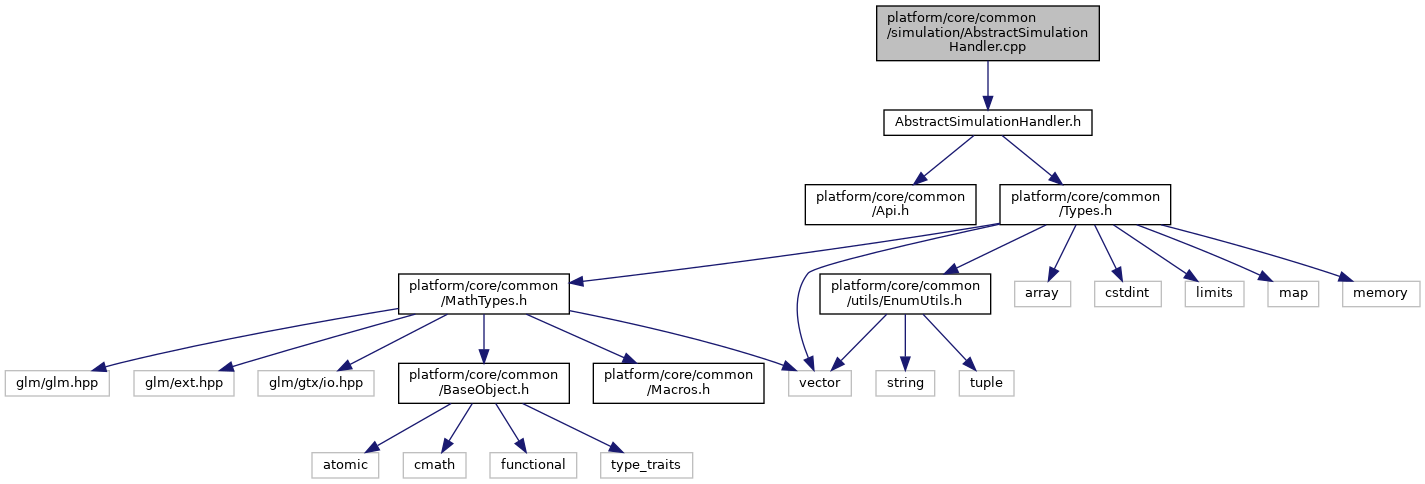 platform/core/common
/simulation/AbstractSimulation
Handler.cpp
AbstractSimulationHandler.h
platform/core/common
/Api.h
platform/core/common
/Types.h
platform/core/common
/MathTypes.h
platform/core/common
/utils/EnumUtils.h
array
cstdint
limits
map
memory
glm/glm.hpp
glm/ext.hpp
glm/gtx/io.hpp
platform/core/common
/BaseObject.h
platform/core/common
/Macros.h
vector
string
tuple
atomic
cmath
functional
type_traits